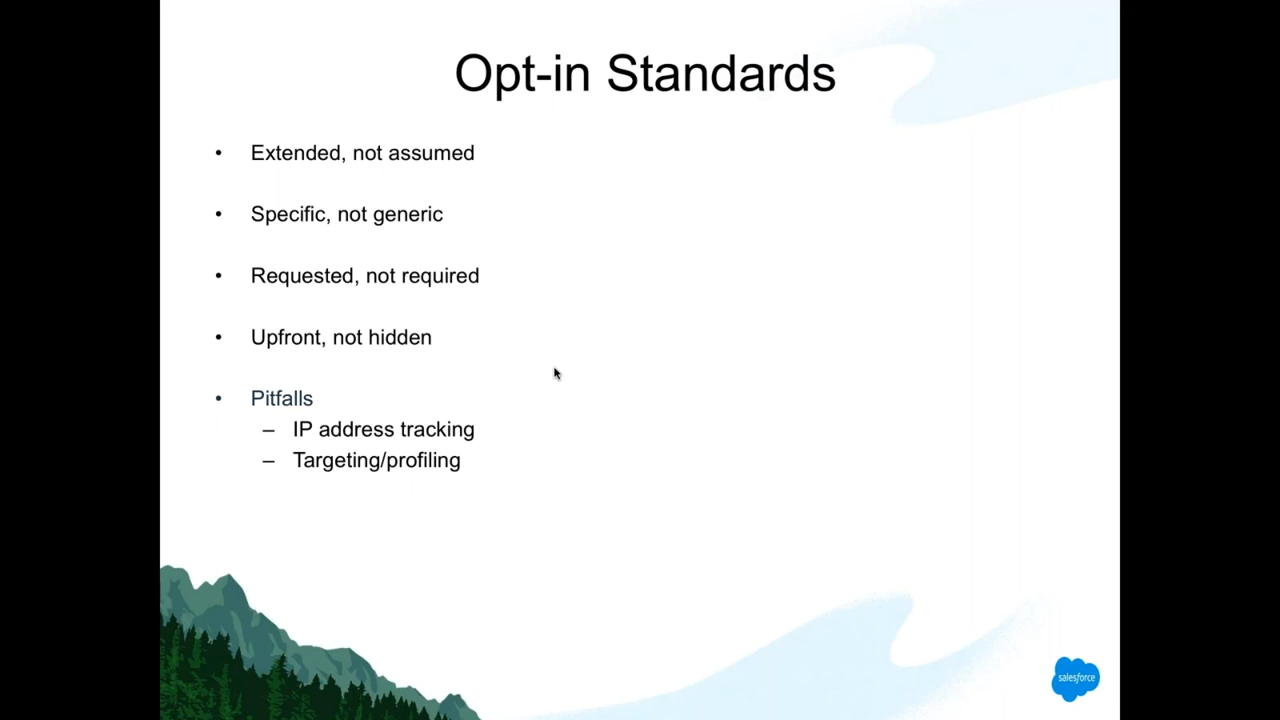 Opt-in Standards
• Extended, not assumed
• Specific, not generic
• Requested, not required
• Upfront, not hidden
• Pitfalls
– IP address tracking
– Targeting/profiling
salesforce